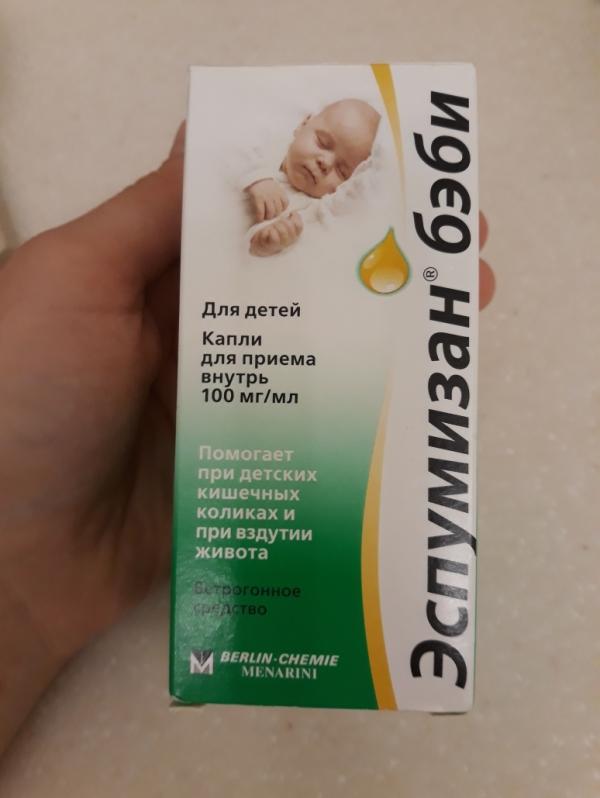 Для детей
Капли
для приема
внутрь
100 мг/мл
Помогает
при детских
кишечных
коликах и
при вздутии
живота
Ветрогонное
средство
BERLIN-CHEMIE
MENARINI
Эспумизан® бэби